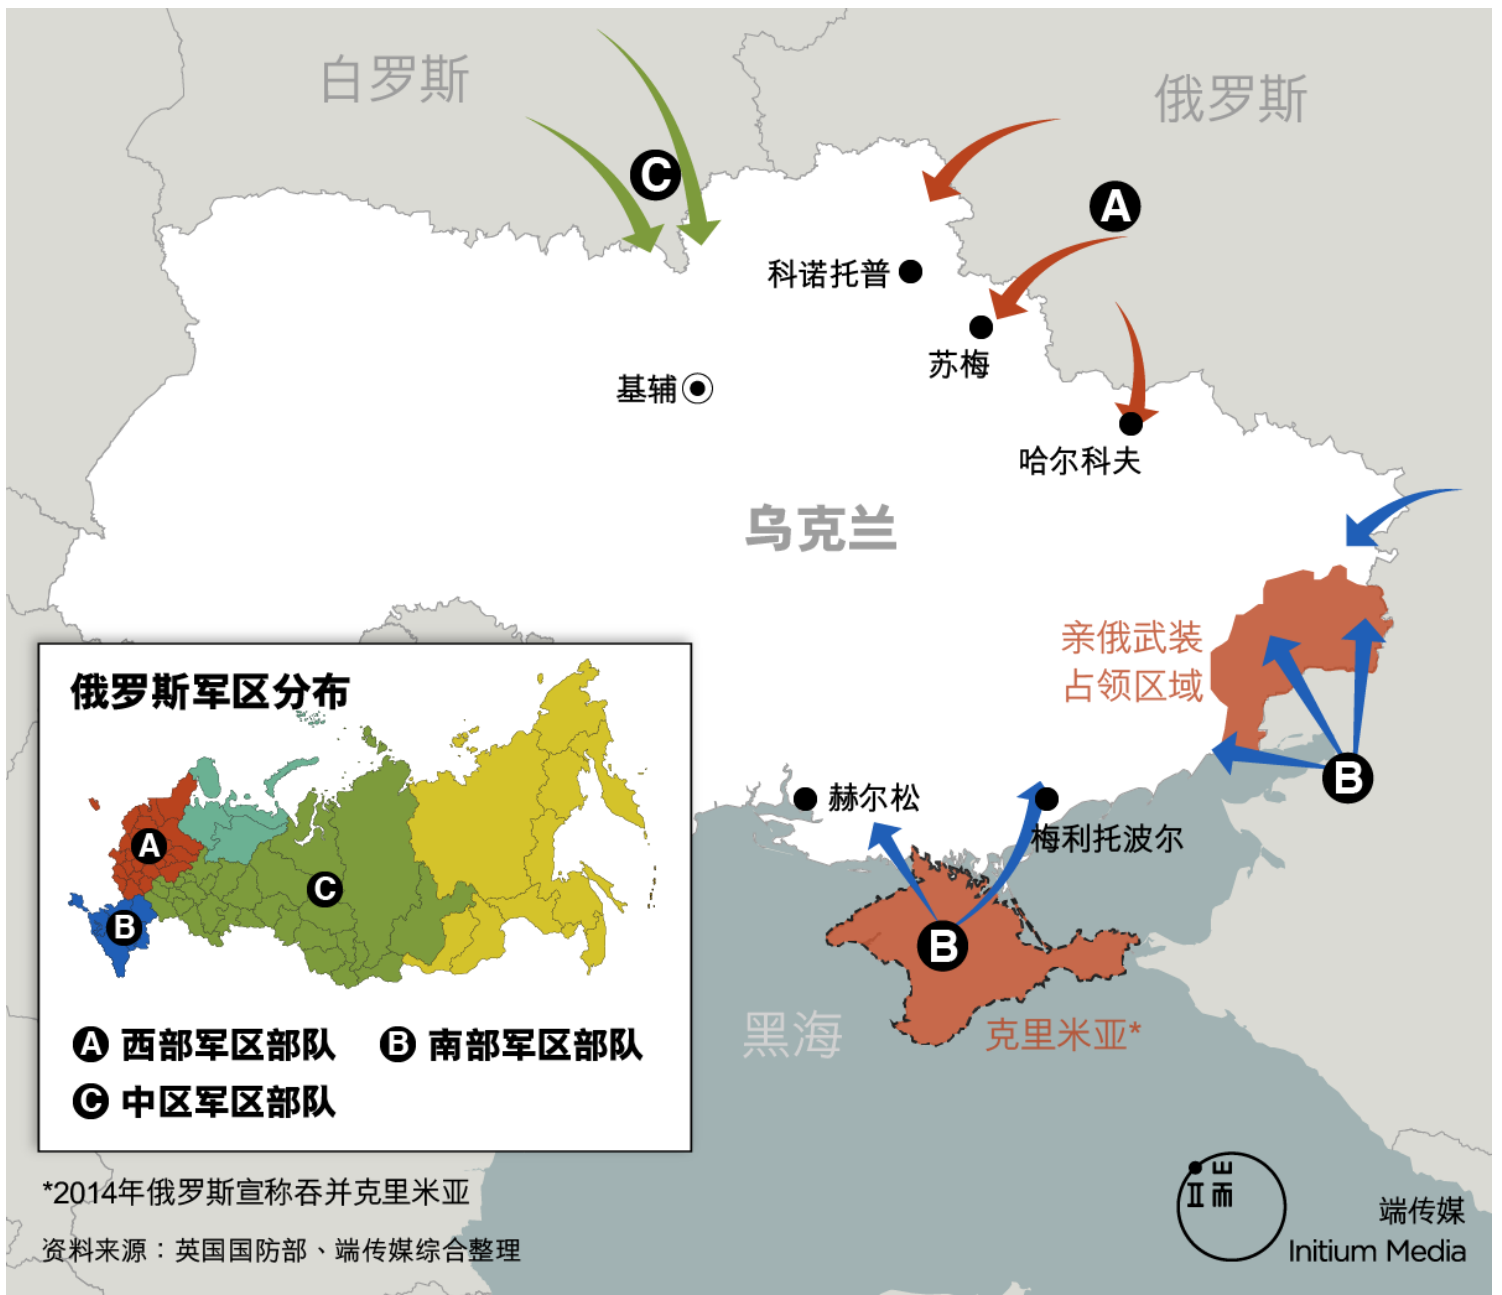 白罗斯
俄罗斯
C
A
科诺托普
苏梅
基辅
哈尔科夫
乌克兰
亲俄武装
占领区域
B
赫尔松
梅利托波尔
B
黑海
克里米亚*
俄罗斯军区分布
A
C
B
A 西部军区部队 B 南部军区部队
C 中区军区部队
*2014年俄罗斯宣称吞并克里米亚
资料来源：英国国防部、端传媒综合整理
端
端传媒
Initium Media